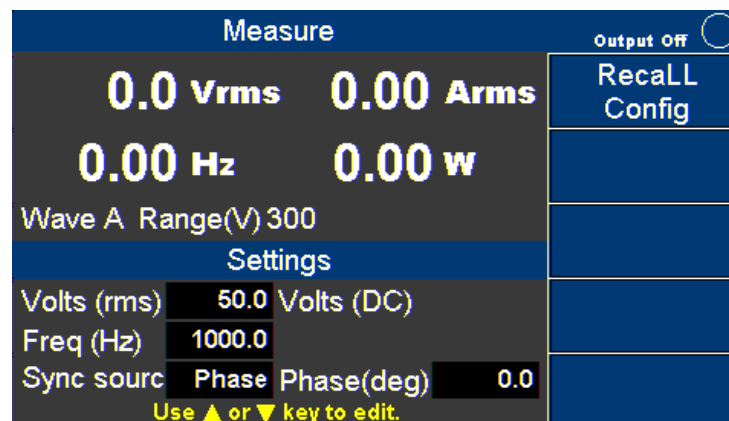 Measure
Output Off
0.0 Vrms 0.00 Arms
RecaLL
Config
0.00 Hz 0.00 W
Wave A Range(V) 300
Settings
Volts (rms) 50.0 Volts (DC)
Freq (Hz) 1000.0
Sync sourc Phase Phase(deg) 0.0
Use ▲ or ▼ key to edit.